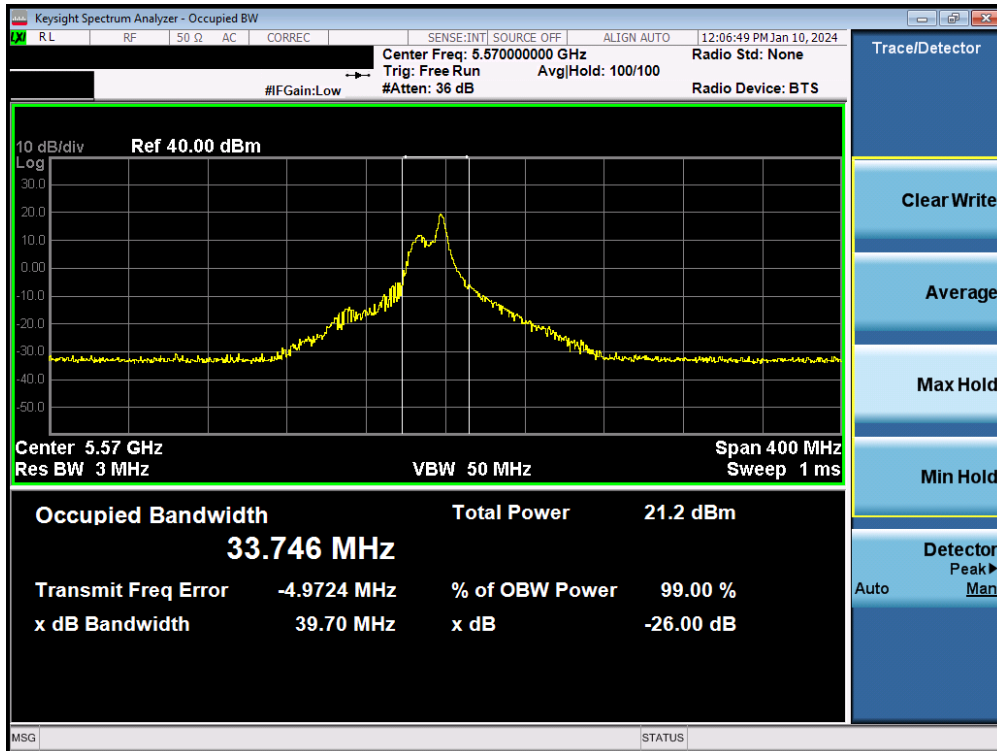 Keysight Spectrum Analyzer - Occupied BW
LXI RL RF 50 Ω AC CORREC SENSE:INT SOURCE OFF ALIGN AUTO 12:06:49 PM Jan 10, 2024
Center Freq: 5.570000000 GHz Radio Std: None
Trig: Free Run Avg|Hold: 100/100
#IFGain:Low #Atten: 36 dB Radio Device: BTS
Trace/Detector
10 dB/div Ref 40.00 dBm
Log
30.0
20.0
10.0
0.00
-10.0
-20.0
-30.0
-40.0
-50.0
Center 5.57 GHz Span 400 MHz
Res BW 3 MHz VBW 50 MHz Sweep 1 ms
Occupied Bandwidth Total Power 21.2 dBm
33.746 MHz
Transmit Freq Error -4.9724 MHz % of OBW Power 99.00 %
x dB Bandwidth 39.70 MHz x dB -26.00 dB
Clear Write
Average
Max Hold
Min Hold
Detector
Peak▶
Auto Man
MSG STATUS